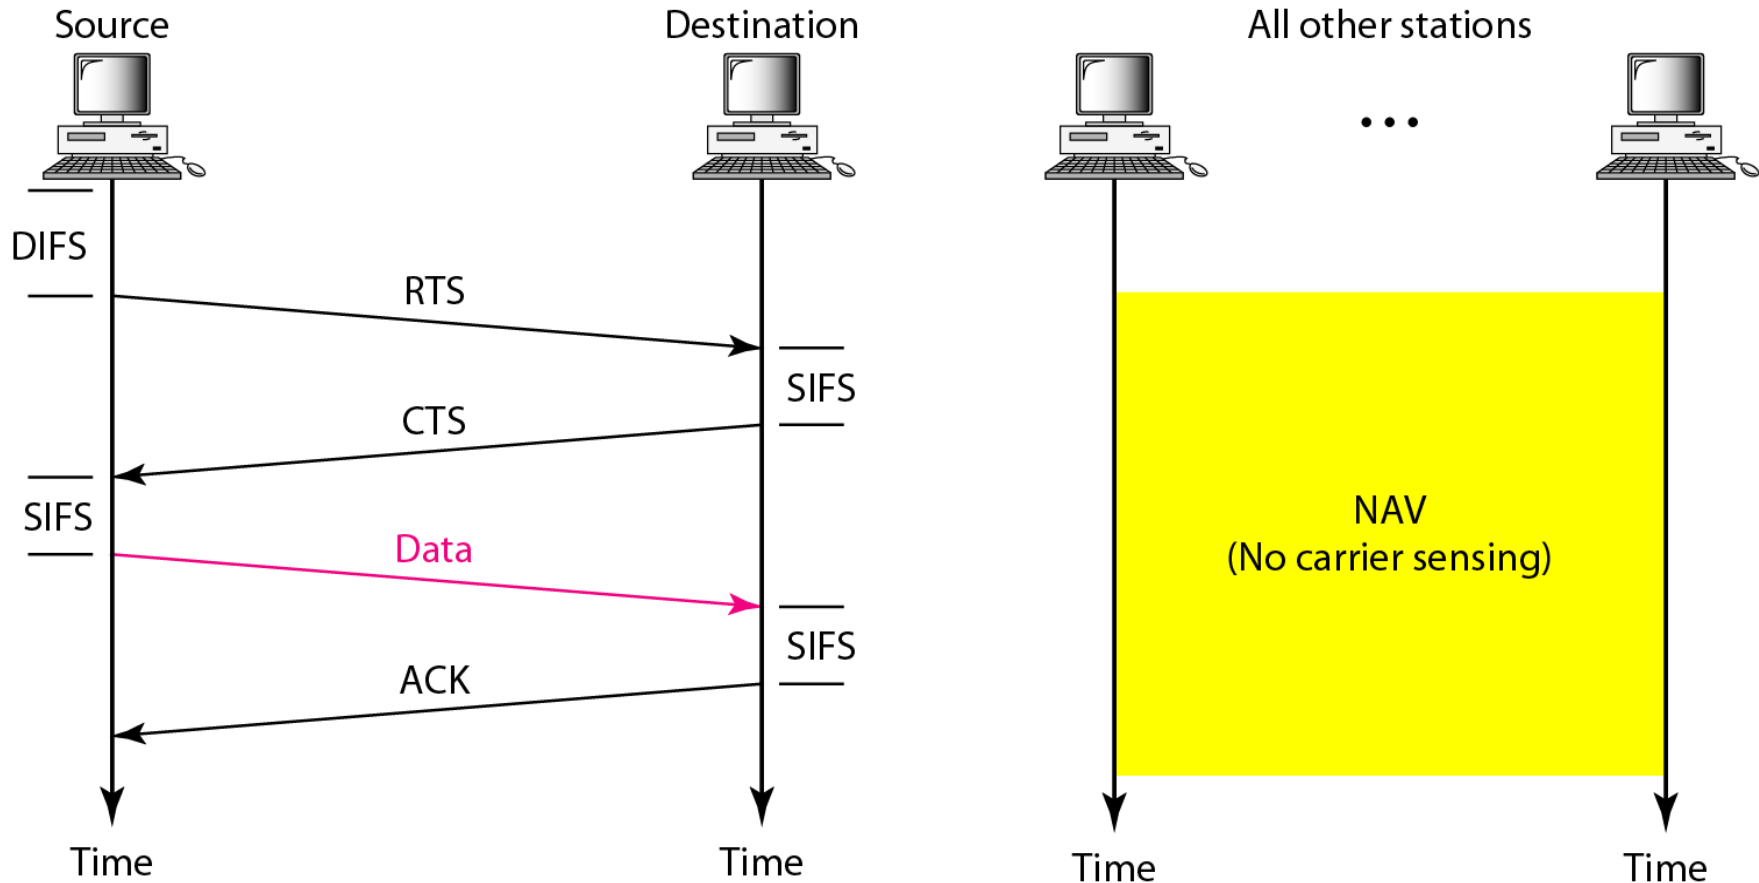 Source
Destination
All other stations
...
DIFS
RTS
SIFS
CTS
SIFS
NAV
(No carrier sensing)
Data
SIFS
ACK
Time
Time
Time
Time